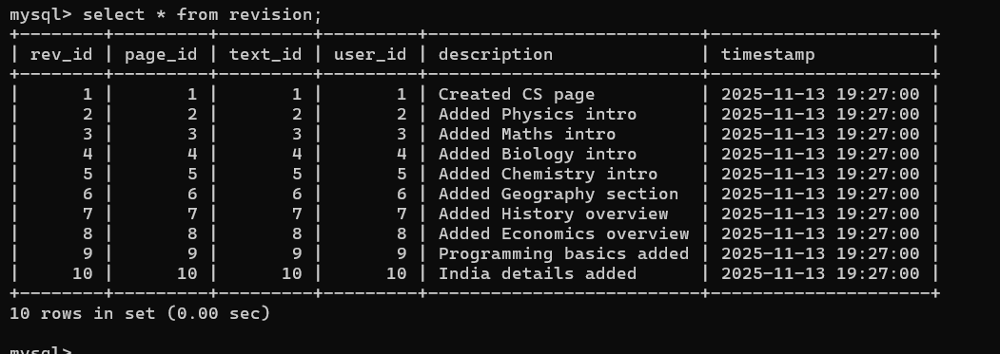 mysql> select * from revision;
+--------+---------+---------+---------+--------------------------+---------------------+
| rev_id | page_id | text_id | user_id | description              | timestamp           |
+--------+---------+---------+---------+--------------------------+---------------------+
|      1 |       1 |       1 |       1 | Created CS page          | 2025-11-13 19:27:00 |
|      2 |       2 |       2 |       2 | Added Physics intro      | 2025-11-13 19:27:00 |
|      3 |       3 |       3 |       3 | Added Maths intro        | 2025-11-13 19:27:00 |
|      4 |       4 |       4 |       4 | Added Biology intro      | 2025-11-13 19:27:00 |
|      5 |       5 |       5 |       5 | Added Chemistry intro    | 2025-11-13 19:27:00 |
|      6 |       6 |       6 |       6 | Added Geography section  | 2025-11-13 19:27:00 |
|      7 |       7 |       7 |       7 | Added History overview   | 2025-11-13 19:27:00 |
|      8 |       8 |       8 |       8 | Added Economics overview | 2025-11-13 19:27:00 |
|      9 |       9 |       9 |       9 | Programming basics added | 2025-11-13 19:27:00 |
|     10 |      10 |      10 |      10 | India details added      | 2025-11-13 19:27:00 |
+--------+---------+---------+---------+--------------------------+---------------------+
10 rows in set (0.00 sec)
mysql>